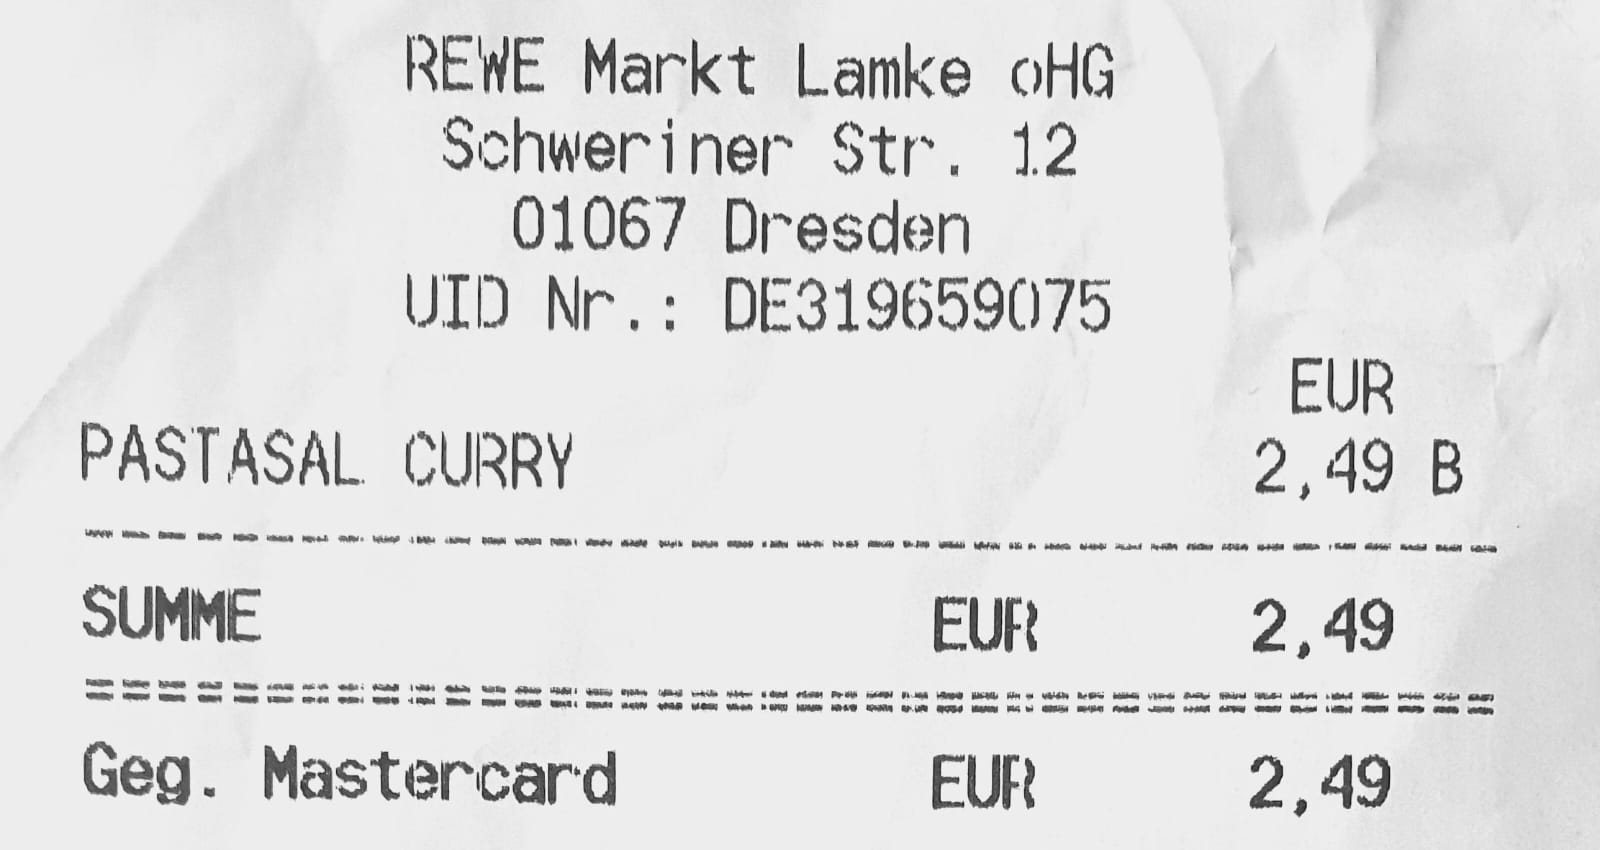 REWE Markt Lamke oHG
Schweriner Str. 12
01067 Dresden
UID Nr.: DE319659075
EUR
PASTASAL. CURRY 2,49 B
SUMME EUR 2,49
Geg. Mastercard EUR 2,49